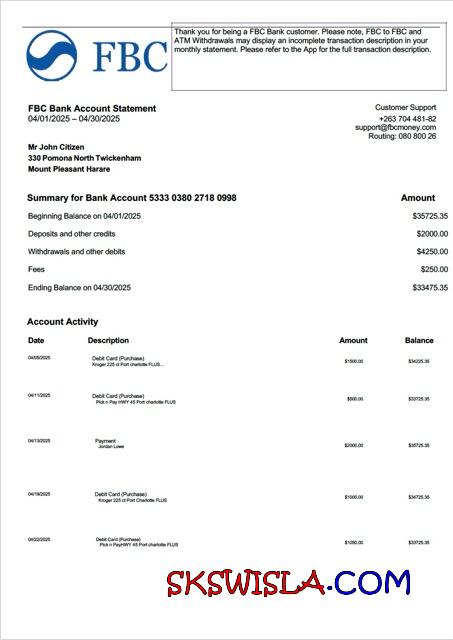 FBC
Thank you for being a FBC Bank customer. Please note, FBC to FBC and
ATM Withdrawals may display an incomplete transaction description in your
monthly statement. Please refer to the App for the full transaction description.
FBC Bank Account Statement
04/01/2025 – 04/30/2025
Customer Support
+263 704 481-82
support@fbcmoney.com
Routing: 080 800 26
Mr John Citizen
330 Pomona North Twickenham
Mount Pleasant Harare
Summary for Bank Account 5333 0380 2718 0998 Amount
Beginning Balance on 04/01/2025 $35725.35
Deposits and other credits $2000.00
Withdrawals and other debits $4250.00
Fees $250.00
Ending Balance on 04/30/2025 $33475.35
Account Activity
Date Description Amount Balance
04/05/2025 Debit Card (Purchase) $1500.00 $34225.35
Kroger 225 ct Port charlotte FLUS...
04/11/2025 Debit Card (Purchase) $500.00 $33725.35
Pick n Pay HWY 45 Port charlotte FLUS
04/13/2025 Payment $2000.00 $35725.35
Jordan Lowe
04/19/2025 Debit Card (Purchase) $1000.00 $34725.35
Kroger 225 ct Port Charlotte FLUS
04/22/2025 Debit Card (Purchase) $1050.00 $33725.35
Pick n PayHWY 45 Port charlotte FLUS
SKSWISLA.COM